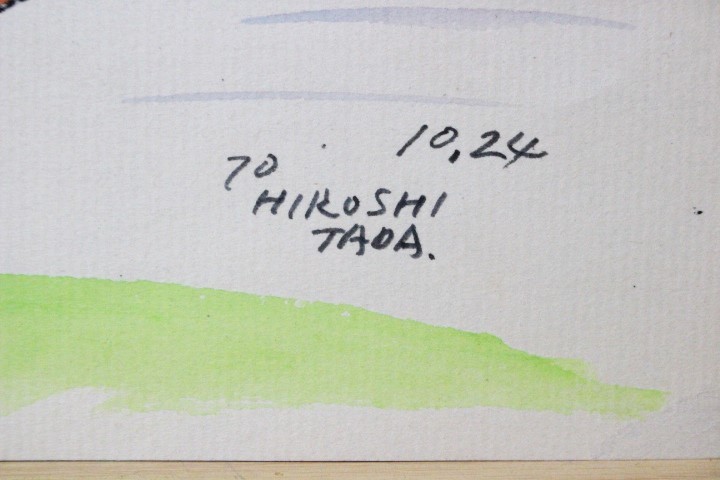 70 10,24
HIROSHI
TADA.